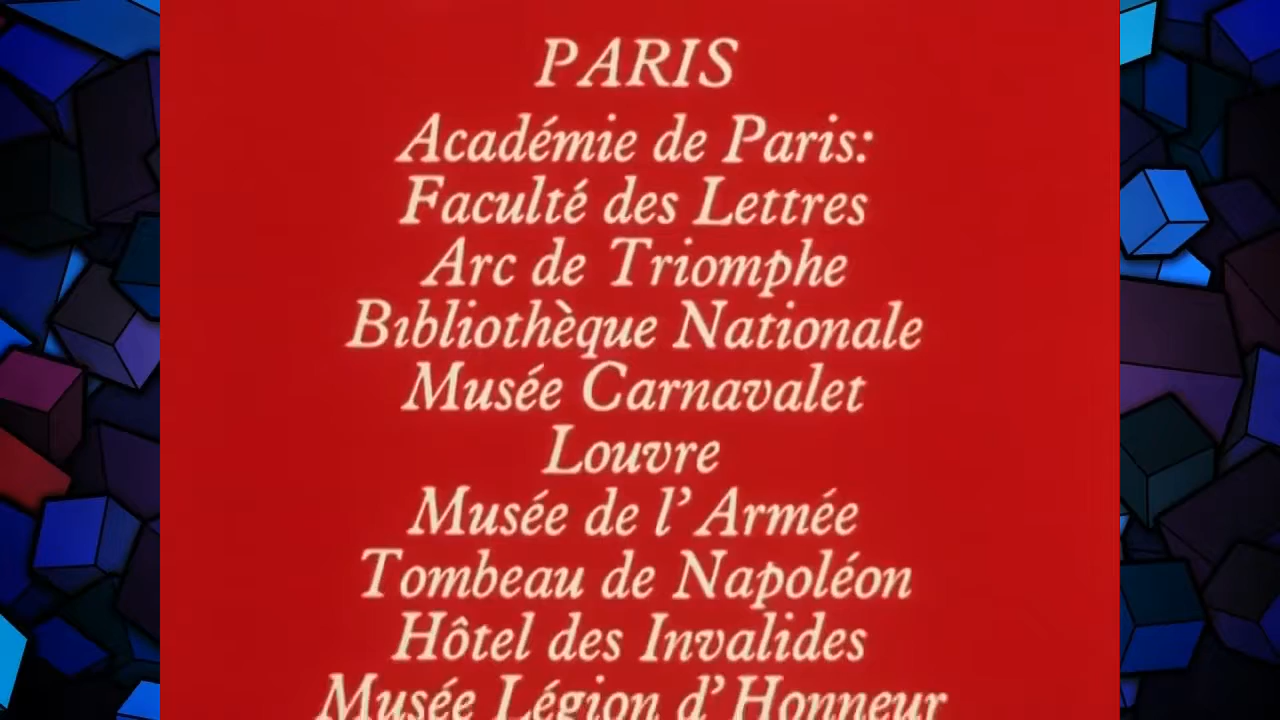 PARIS
Académie de Paris:
Faculté des Lettres
Arc de Triomphe
Bibliothèque Nationale
Musée Carnavalet
Louvre
Musée de l’Armée
Tombeau de Napoléon
Hôtel des Invalides
Musée Légion d’Honneur